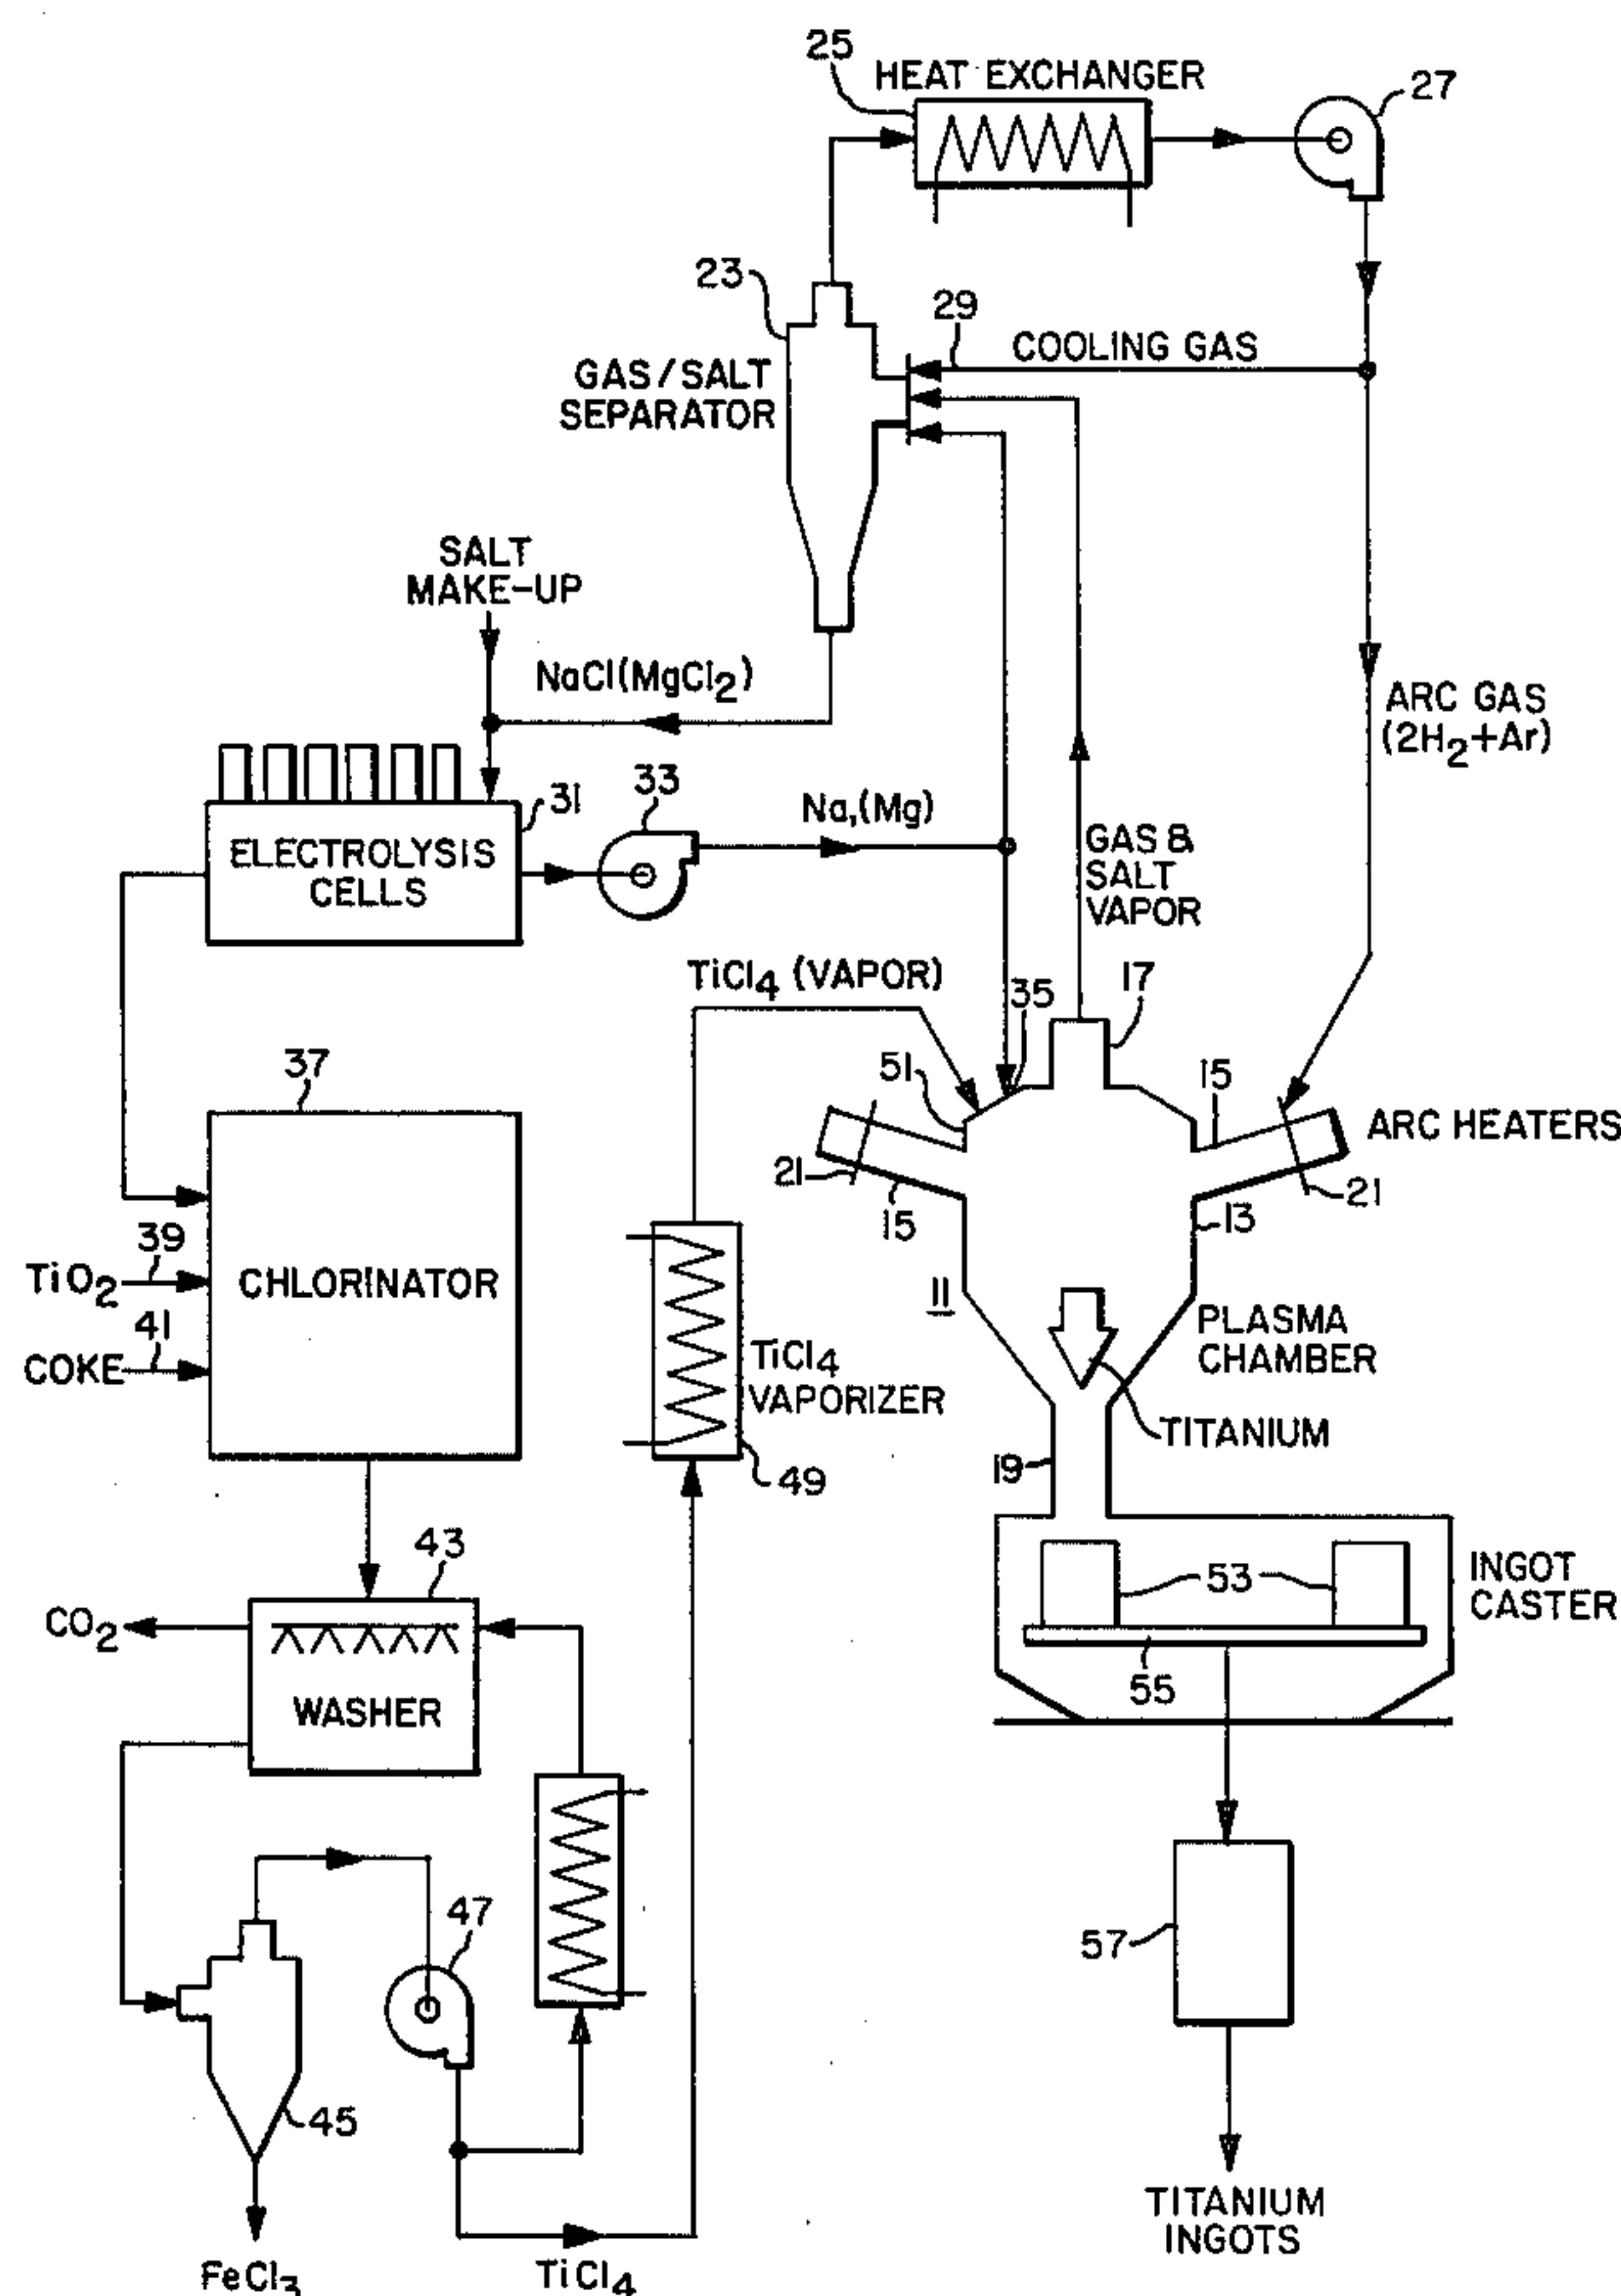 25
HEAT EXCHANGER
27
23
29
COOLING GAS
GAS/SALT
SEPARATOR
SALT
MAKE-UP
NaCl(MgCl2)
ARC GAS
(2H2+Ar)
31
33
Na,(Mg)
ELECTROLYSIS
CELLS
GAS &
SALT
VAPOR
TiCl4 (VAPOR)
35
17
37
51
15
ARC HEATERS
21
21
15
13
39
TiO2
CHLORINATOR
11
PLASMA
CHAMBER
41
COKE
TiCl4
VAPORIZER
TITANIUM
19
49
43
53
INGOT
CASTER
CO2
WASHER
55
47
57
45
TITANIUM
INGOTS
FeCl3
TiCl4